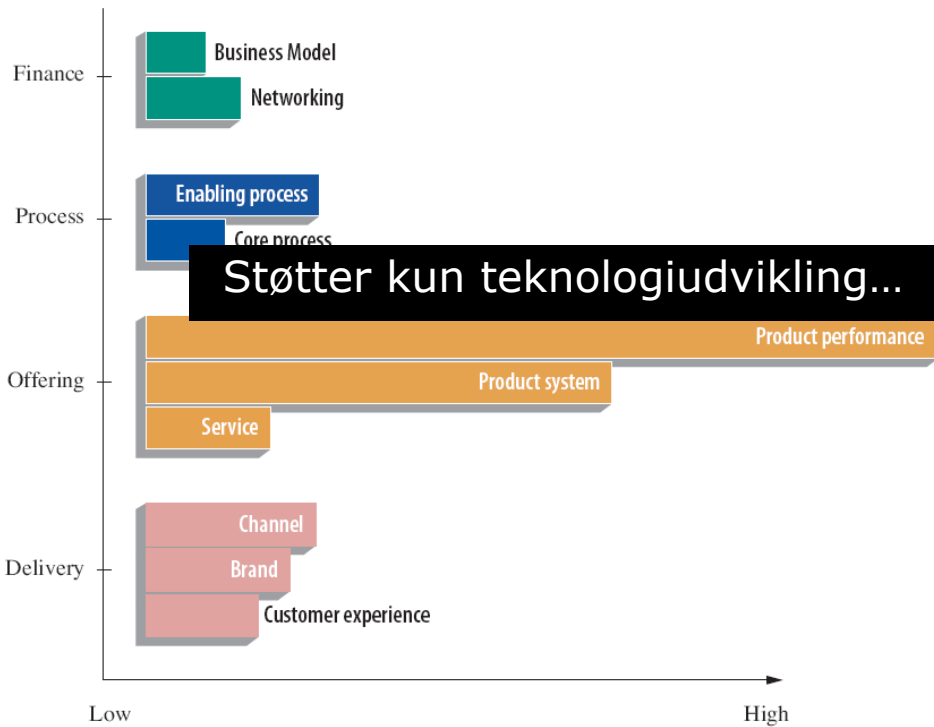 Finance
Business Model
Networking
Process
Enabling process
Core process
Støtter kun teknologiudvikling…
Product performance
Offering
Product system
Service
Channel
Delivery
Brand
Customer experience
Low
High